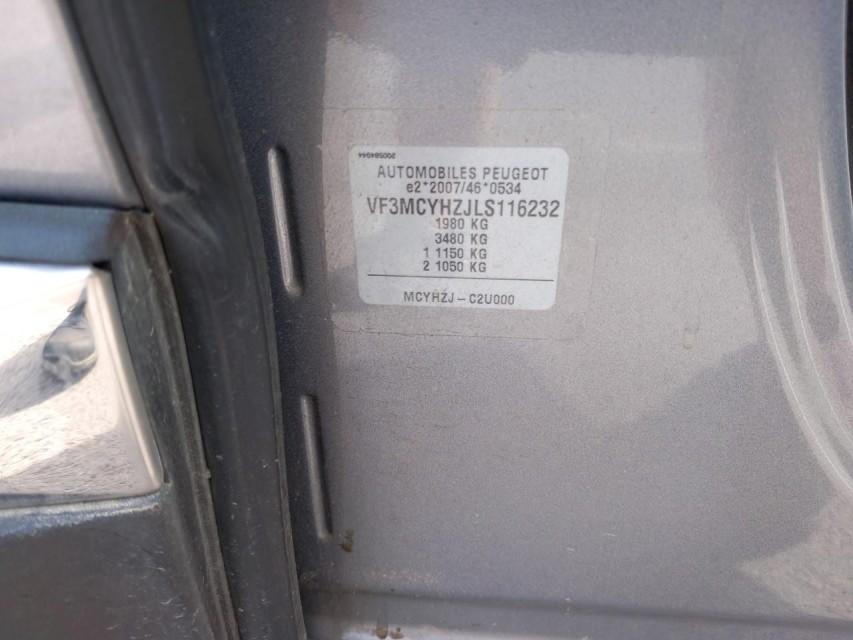 200584944
AUTOMOBILES PEUGEOT
e2*2007/46*0534
VF3MCYHZJLS116232
1980 KG
3480 KG
1 1150 KG
2 1050 KG
MCYHZJ - C2U000